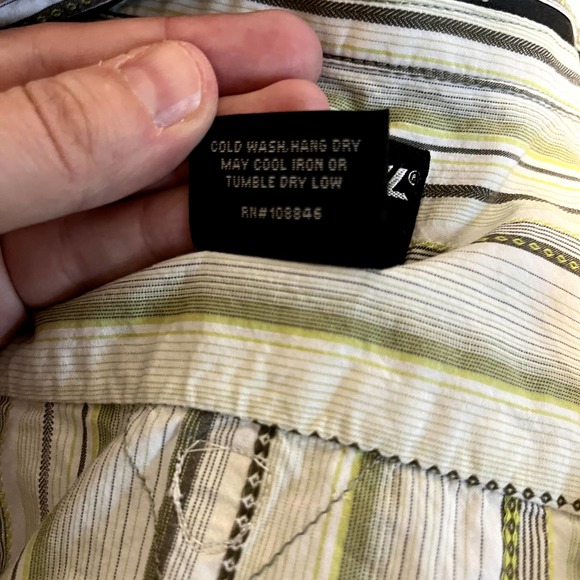 COLD WASH, HANG DRY
MAY COOL IRON OR
TUMBLE DRY LOW
RN#108846